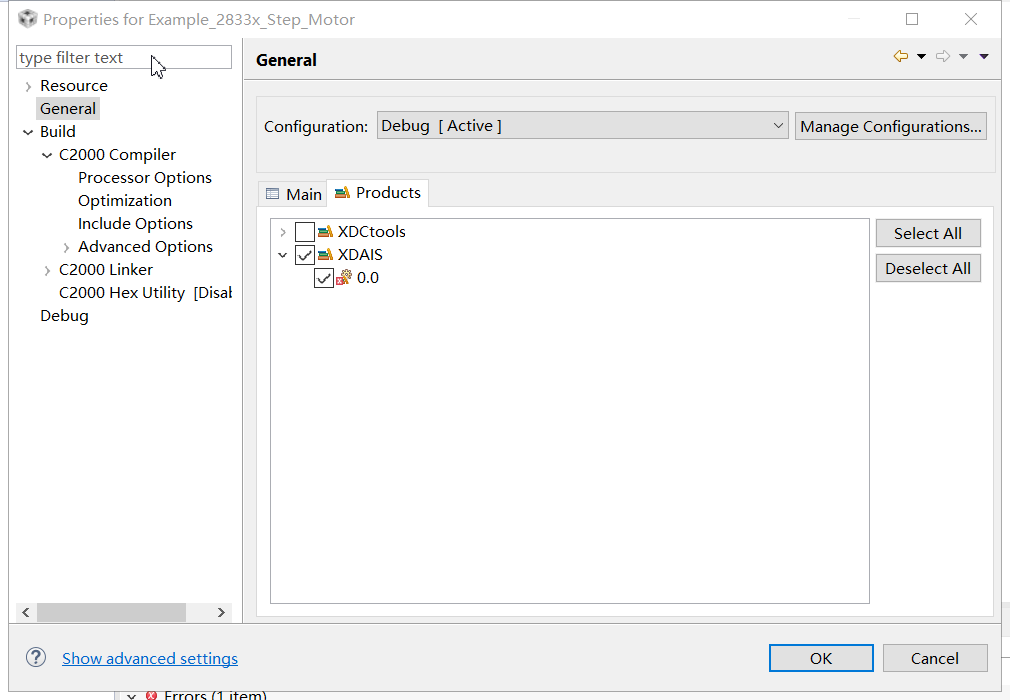 Properties for Example_2833x_Step_Motor
type filter text
Resource
General
Build
C2000 Compiler
Processor Options
Optimization
Include Options
Advanced Options
C2000 Linker
C2000 Hex Utility [Disab
Debug
General
Configuration:
Debug [ Active ]
Manage Configurations...
Main
Products
XDCtools
XDAIS
0.0
Select All
Deselect All
Show advanced settings
OK
Cancel
Errors (1 item)